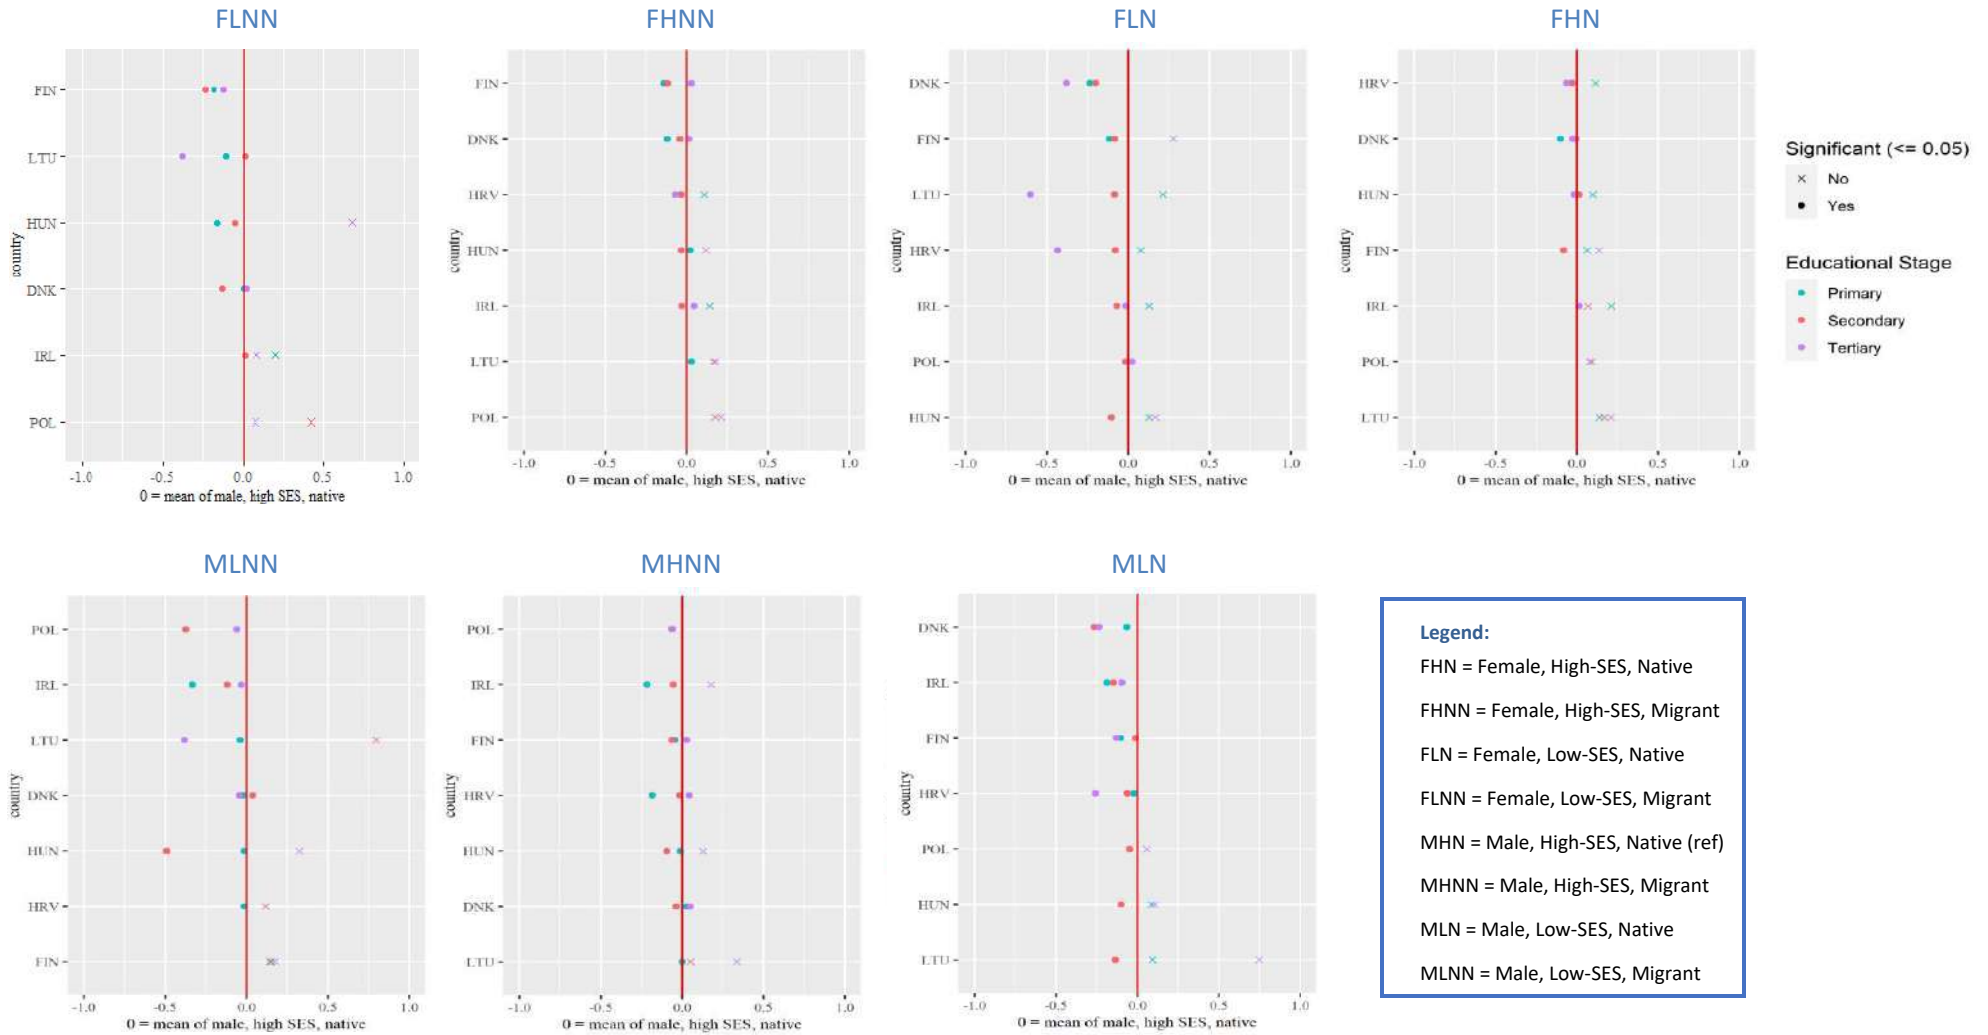 FLNN
FHNN
FLN
FHN
FIN
LTU
HUN
DNK
IRL
POL
country
-1.0 -0.5 0.0 0.5 1.0
0 = mean of male, high SES, native
FIN
DNK
HRV
HUN
IRL
LTU
POL
country
-1.0 -0.5 0.0 0.5 1.0
0 = mean of male, high SES, native
DNK
FIN
LTU
HRV
IRL
POL
HUN
country
-1.0 -0.5 0.0 0.5 1.0
0 = mean of male, high SES, native
HRV
DNK
HUN
FIN
IRL
POL
LTU
country
-1.0 -0.5 0.0 0.5 1.0
0 = mean of male, high SES, native
Significant (<= 0.05)
No
Yes
Educational Stage
Primary
Secondary
Tertiary
MLNN
MHNN
MLN
POL
IRL
LTU
DNK
HUN
HRV
FIN
country
-1.0 -0.5 0.0 0.5 1.0
0 = mean of male, high SES, native
POL
IRL
FIN
HRV
HUN
DNK
LTU
country
-1.0 -0.5 0.0 0.5 1.0
0 = mean of male, high SES, native
DNK
IRL
FIN
HRV
POL
HUN
LTU
-1.0 -0.5 0.0 0.5 1.0
0 = mean of male, high SES, native
Legend:
FHN = Female, High-SES, Native
FHNN = Female, High-SES, Migrant
FLN = Female, Low-SES, Native
FLNN = Female, Low-SES, Migrant
MHN = Male, High-SES, Native (ref)
MHNN = Male, High-SES, Migrant
MLN = Male, Low-SES, Native
MLNN = Male, Low-SES, Migrant